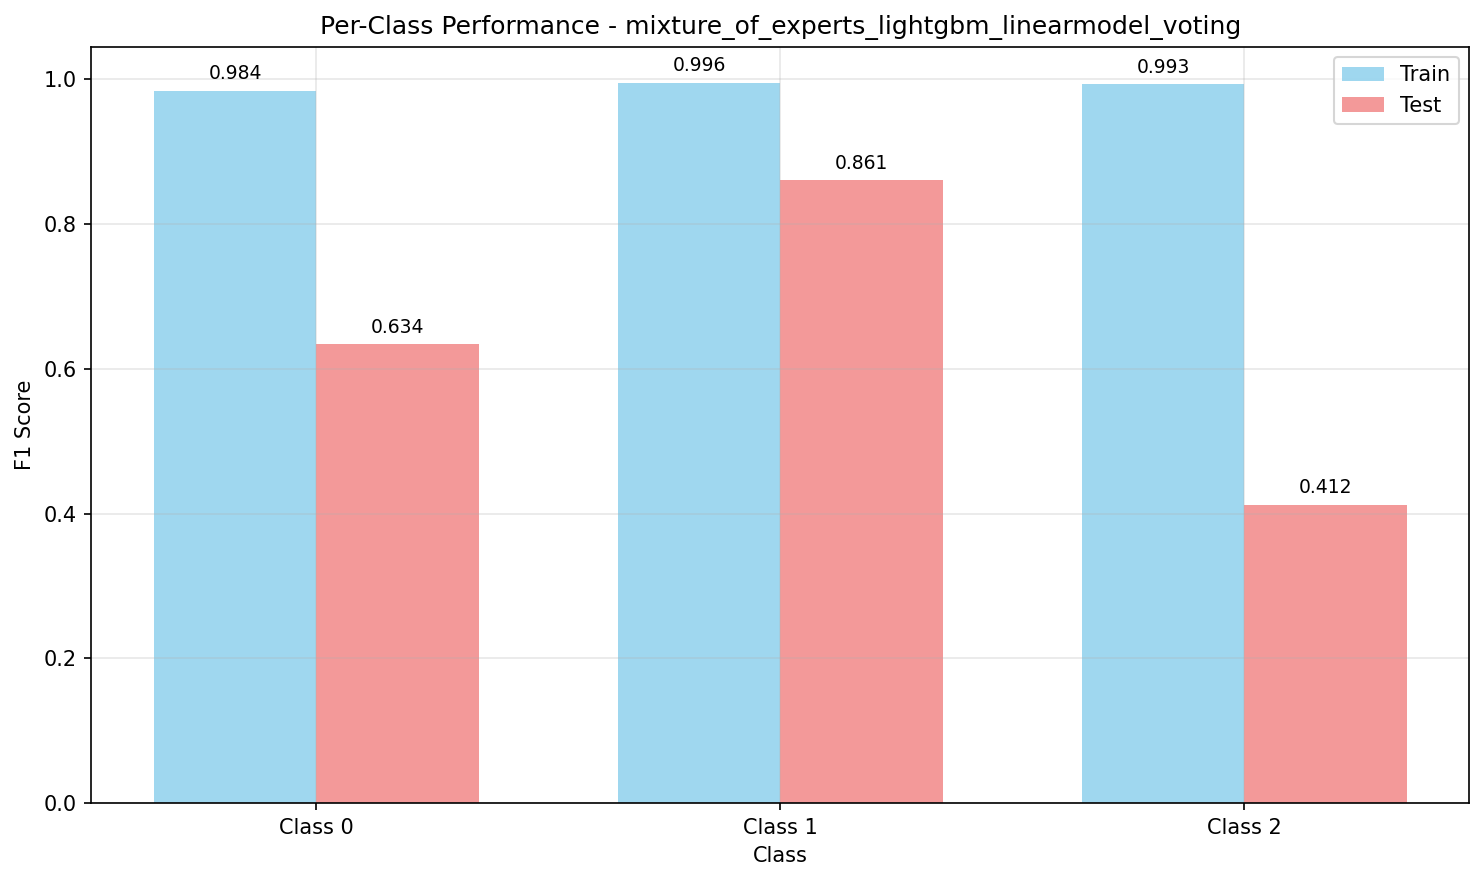 Per-Class Performance - mixture_of_experts_lightgbm_linearmodel_voting
Train
Test
0.984
0.996
0.993
0.861
0.634
0.412
F1 Score
1.0
0.8
0.6
0.4
0.2
0.0
Class 0
Class 1
Class 2
Class